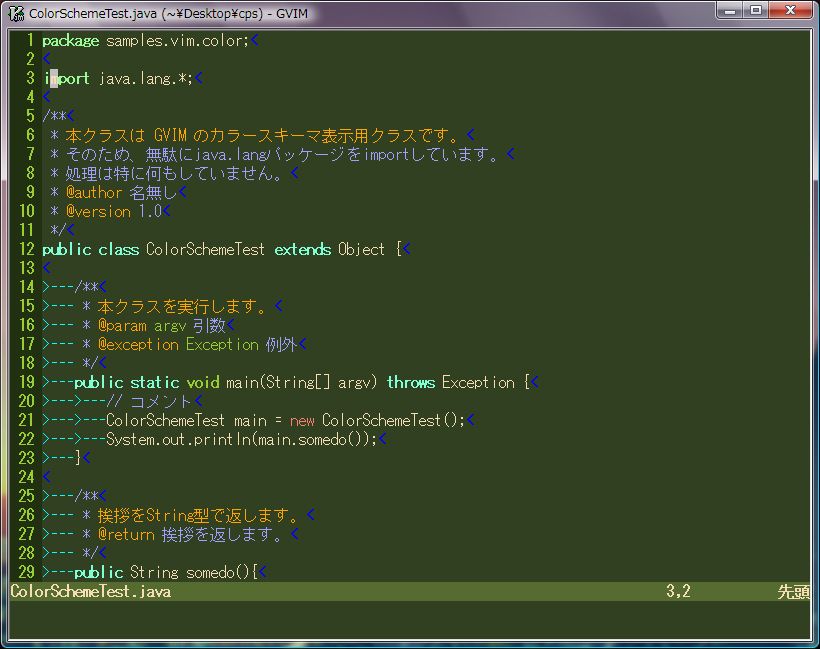 ColorSchemeTest.java (~¥Desktop¥cps) - GVIM
1 package samples.vim.color;<
2 <
3 import java.lang.*;<
4 <
5 /**<
6  * 本クラスは GVIM のカラースキーマ表示用クラスです。<
7  * そのため、無駄にjava.langパッケージをimportしています。<
8  * 処理は特に何もしていません。<
9  * @author 名無し<
10  * @version 1.0<
11  */<
12 public class ColorSchemeTest extends Object {<
13 <
14 >---/**<
15 >--- * 本クラスを実行します。<
16 >--- * @param argv 引数<
17 >--- * @exception Exception 例外<
18 >--- */<
19 >---public static void main(String[] argv) throws Exception {<
20 >--->---// コメント<
21 >--->---ColorSchemeTest main = new ColorSchemeTest();<
22 >--->---System.out.println(main.somedo());<
23 >---}<
24 <
25 >---/**<
26 >--- * 挨拶をString型で返します。<
27 >--- * @return 挨拶を返します。<
28 >--- */<
29 >---public String somedo(){<
ColorSchemeTest.java 3,2 先頭